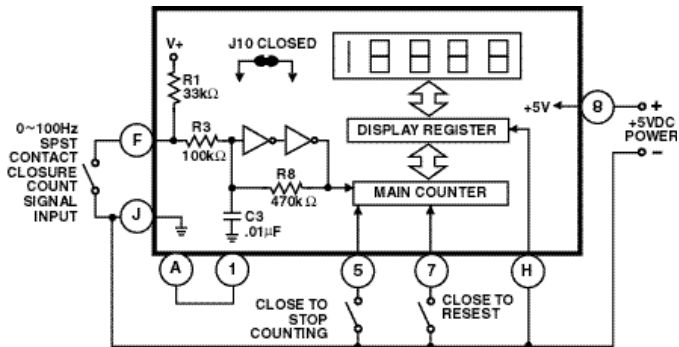 V+
J10 CLOSED
R1
33kΩ
+5V
8
+
+5VDC
POWER
−
0~100Hz
SPST
CONTACT
CLOSURE
COUNT
SIGNAL
INPUT
F
R3
100kΩ
DISPLAY REGISTER
R8
470kΩ
MAIN COUNTER
J
C3
.01µF
A
1
5
7
H
CLOSE TO
STOP
COUNTING
CLOSE TO
RESEST